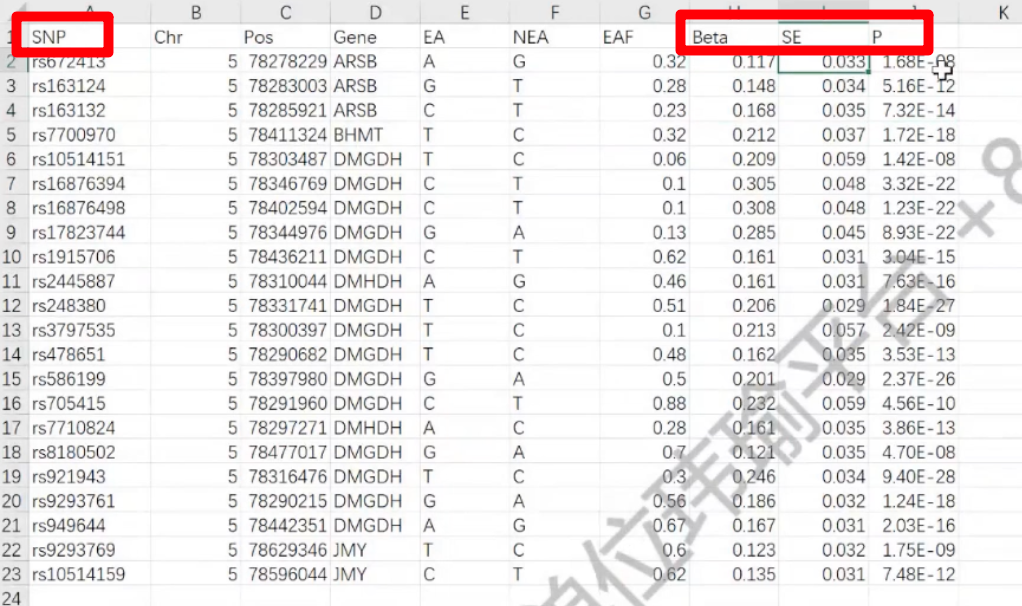 A B C D E F G H I J K
1 SNP Chr Pos Gene EA NEA EAF Beta SE P
2 rs672413 5 78278229 ARSB A G 0.32 0.117 0.033 1.68E-08
3 rs163124 5 78283003 ARSB G T 0.28 0.148 0.034 5.16E-12
4 rs163132 5 78285921 ARSB C T 0.23 0.168 0.035 7.32E-14
5 rs7700970 5 78411324 BHMT T C 0.32 0.212 0.037 1.72E-18
6 rs10514151 5 78303487 DMGDH T C 0.06 0.209 0.059 1.42E-08
7 rs16876394 5 78346769 DMGDH C T 0.1 0.305 0.048 3.32E-22
8 rs16876498 5 78402594 DMGDH C T 0.1 0.308 0.048 1.23E-22
9 rs17823744 5 78344976 DMGDH G A 0.13 0.285 0.045 8.93E-22
10 rs1915706 5 78436211 DMGDH C T 0.62 0.161 0.031 3.04E-15
11 rs2445887 5 78310044 DMHDH A G 0.46 0.161 0.031 7.63E-16
12 rs248380 5 78331741 DMGDH T C 0.51 0.206 0.029 1.84E-27
13 rs3797535 5 78300397 DMGDH T C 0.1 0.213 0.057 2.42E-09
14 rs478651 5 78290682 DMGDH T C 0.48 0.162 0.035 3.53E-13
15 rs586199 5 78397980 DMGDH G A 0.5 0.201 0.029 2.37E-26
16 rs705415 5 78291960 DMGDH C T 0.88 0.232 0.059 4.56E-10
17 rs7710824 5 78297271 DMHDH A C 0.28 0.161 0.035 3.86E-13
18 rs8180502 5 78477017 DMGDH G A 0.7 0.121 0.035 4.70E-08
19 rs921943 5 78316476 DMGDH T C 0.3 0.246 0.034 9.40E-28
20 rs9293761 5 78290215 DMGDH G A 0.56 0.186 0.032 1.24E-18
21 rs949644 5 78442351 DMGDH A G 0.67 0.167 0.031 2.03E-16
22 rs9293769 5 78629346 JMY T C 0.6 0.123 0.032 1.75E-09
23 rs10514159 5 78596044 JMY C T 0.62 0.135 0.031 7.48E-12
24
单位玮瑜平台+8